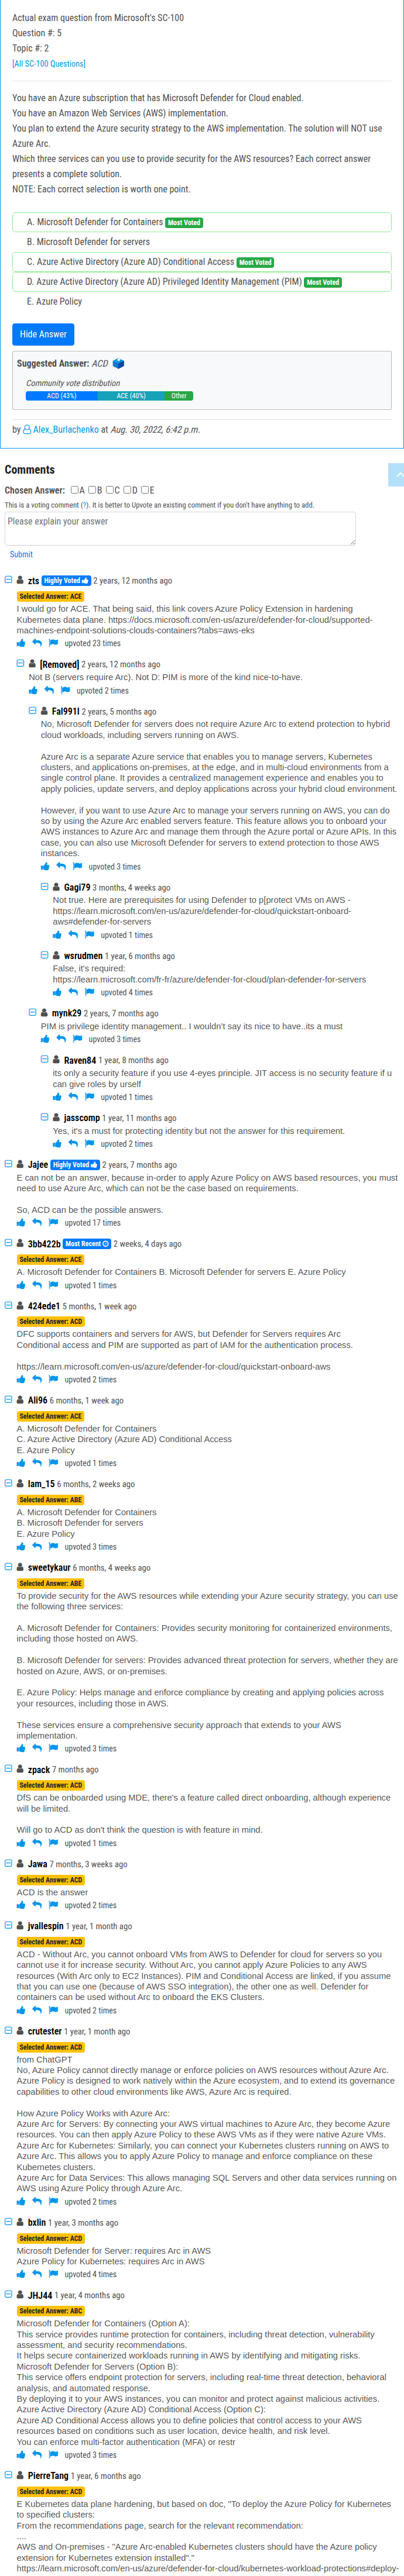 Actual exam question from Microsoft's SC-100
Question #: 5
Topic #: 2
[All SC-100 Questions]
You have an Azure subscription that has Microsoft Defender for Cloud enabled.
You have an Amazon Web Services (AWS) implementation.
You plan to extend the Azure security strategy to the AWS implementation. The solution will NOT use
Azure Arc.
Which three services can you use to provide security for the AWS resources? Each correct answer
presents a complete solution.
NOTE: Each correct selection is worth one point.
A. Microsoft Defender for Containers Most Voted
B. Microsoft Defender for servers
C. Azure Active Directory (Azure AD) Conditional Access Most Voted
D. Azure Active Directory (Azure AD) Privileged Identity Management (PIM) Most Voted
E. Azure Policy
Hide Answer
Suggested Answer: ACD
Community vote distribution
ACD (43%) ACE (40%) Other
by Alex_Burlachenko at Aug. 30, 2022, 6:42 p.m.
Comments
Chosen Answer: A B C D E
This is a voting comment (?). It is better to Upvote an existing comment if you don't have anything to add.
Please explain your answer
Submit
zts Highly Voted 2 years, 12 months ago
Selected Answer: ACE
I would go for ACE. That being said, this link covers Azure Policy Extension in hardening
Kubernetes data plane. https://docs.microsoft.com/en-us/azure/defender-for-cloud/supported-
machines-endpoint-solutions-clouds-containers?tabs=aws-eks
upvoted 23 times
[Removed] 2 years, 12 months ago
Not B (servers require Arc). Not D: PIM is more of the kind nice-to-have.
upvoted 2 times
Fal991l 2 years, 5 months ago
No, Microsoft Defender for servers does not require Azure Arc to extend protection to hybrid
cloud workloads, including servers running on AWS.
Azure Arc is a separate Azure service that enables you to manage servers, Kubernetes
clusters, and applications on-premises, at the edge, and in multi-cloud environments from a
single control plane. It provides a centralized management experience and enables you to
apply policies, update servers, and deploy applications across your hybrid cloud environment.
However, if you want to use Azure Arc to manage your servers running on AWS, you can do
so by using the Azure Arc enabled servers feature. This feature allows you to onboard your
AWS instances to Azure Arc and manage them through the Azure portal or Azure APIs. In this
case, you can also use Microsoft Defender for servers to extend protection to those AWS
instances.
upvoted 3 times
Gagi79 3 months, 4 weeks ago
Not true. Here are prerequisites for using Defender to p[protect VMs on AWS -
https://learn.microsoft.com/en-us/azure/defender-for-cloud/quickstart-onboard-
aws#defender-for-servers
upvoted 1 times
wsrudmen 1 year, 6 months ago
False, it's required:
https://learn.microsoft.com/fr-fr/azure/defender-for-cloud/plan-defender-for-servers
upvoted 4 times
mynk29 2 years, 7 months ago
PIM is privilege identity management.. I wouldn't say its nice to have..its a must
upvoted 3 times
Raven84 1 year, 8 months ago
its only a security feature if you use 4-eyes principle. JIT access is no security feature if u
can give roles by urself
upvoted 1 times
jasscomp 1 year, 11 months ago
Yes, it's a must for protecting identity but not the answer for this requirement.
upvoted 2 times
Jajee Highly Voted 2 years, 7 months ago
E can not be an answer, because in-order to apply Azure Policy on AWS based resources, you must
need to use Azure Arc, which can not be the case based on requirements.
So, ACD can be the possible answers.
upvoted 17 times
3bb422b Most Recent 2 weeks, 4 days ago
Selected Answer: ACE
A. Microsoft Defender for Containers B. Microsoft Defender for servers E. Azure Policy
upvoted 1 times
424ede1 5 months, 1 week ago
Selected Answer: ACD
DFC supports containers and servers for AWS, but Defender for Servers requires Arc
Conditional access and PIM are supported as part of IAM for the authentication process.
https://learn.microsoft.com/en-us/azure/defender-for-cloud/quickstart-onboard-aws
upvoted 2 times
Ali96 6 months, 1 week ago
Selected Answer: ACE
A. Microsoft Defender for Containers
C. Azure Active Directory (Azure AD) Conditional Access
E. Azure Policy
upvoted 1 times
Iam_15 6 months, 2 weeks ago
Selected Answer: ABE
A. Microsoft Defender for Containers
B. Microsoft Defender for servers
E. Azure Policy
upvoted 3 times
sweetykaur 6 months, 4 weeks ago
Selected Answer: ABE
To provide security for the AWS resources while extending your Azure security strategy, you can use
the following three services:
A. Microsoft Defender for Containers: Provides security monitoring for containerized environments,
including those hosted on AWS.
B. Microsoft Defender for servers: Provides advanced threat protection for servers, whether they are
hosted on Azure, AWS, or on-premises.
E. Azure Policy: Helps manage and enforce compliance by creating and applying policies across
your resources, including those in AWS.
These services ensure a comprehensive security approach that extends to your AWS
implementation.
upvoted 3 times
zpack 7 months ago
Selected Answer: ACD
DfS can be onboarded using MDE, there's a feature called direct onboarding, although experience
will be limited.
Will go to ACD as don't think the question is with feature in mind.
upvoted 1 times
Jawa 7 months, 3 weeks ago
Selected Answer: ACD
ACD is the answer
upvoted 2 times
jvallespin 1 year, 1 month ago
Selected Answer: ACD
ACD - Without Arc, you cannot onboard VMs from AWS to Defender for cloud for servers so you
cannot use it for increase security. Without Arc, you cannot apply Azure Policies to any AWS
resources (With Arc only to EC2 Instances). PIM and Conditional Access are linked, if you assume
that you can use one (because of AWS SSO integration), the other one as well. Defender for
containers can be used without Arc to onboard the EKS Clusters.
upvoted 2 times
crutester 1 year, 1 month ago
Selected Answer: ACD
from ChatGPT
No, Azure Policy cannot directly manage or enforce policies on AWS resources without Azure Arc.
Azure Policy is designed to work natively within the Azure ecosystem, and to extend its governance
capabilities to other cloud environments like AWS, Azure Arc is required.
How Azure Policy Works with Azure Arc:
Azure Arc for Servers: By connecting your AWS virtual machines to Azure Arc, they become Azure
resources. You can then apply Azure Policy to these AWS VMs as if they were native Azure VMs.
Azure Arc for Kubernetes: Similarly, you can connect your Kubernetes clusters running on AWS to
Azure Arc. This allows you to apply Azure Policy to manage and enforce compliance on these
Kubernetes clusters.
Azure Arc for Data Services: This allows managing SQL Servers and other data services running on
AWS using Azure Policy through Azure Arc.
upvoted 2 times
bxlin 1 year, 3 months ago
Selected Answer: ACD
Microsoft Defender for Server: requires Arc in AWS
Azure Policy for Kubernetes: requires Arc in AWS
upvoted 4 times
JHJ44 1 year, 4 months ago
Selected Answer: ABC
Microsoft Defender for Containers (Option A):
This service provides runtime protection for containers, including threat detection, vulnerability
assessment, and security recommendations.
It helps secure containerized workloads running in AWS by identifying and mitigating risks.
Microsoft Defender for Servers (Option B):
This service offers endpoint protection for servers, including real-time threat detection, behavioral
analysis, and automated response.
By deploying it to your AWS instances, you can monitor and protect against malicious activities.
Azure Active Directory (Azure AD) Conditional Access (Option C):
Azure AD Conditional Access allows you to define policies that control access to your AWS
resources based on conditions such as user location, device health, and risk level.
You can enforce multi-factor authentication (MFA) or restr
upvoted 3 times
PierreTang 1 year, 6 months ago
Selected Answer: ACD
E Kubernetes data plane hardening, but based on doc, "To deploy the Azure Policy for Kubernetes
to specified clusters:
From the recommendations page, search for the relevant recommendation:
....
AWS and On-premises - "Azure Arc-enabled Kubernetes clusters should have the Azure policy
extension for Kubernetes extension installed"."
https://learn.microsoft.com/en-us/azure/defender-for-cloud/kubernetes-workload-protections#deploy-